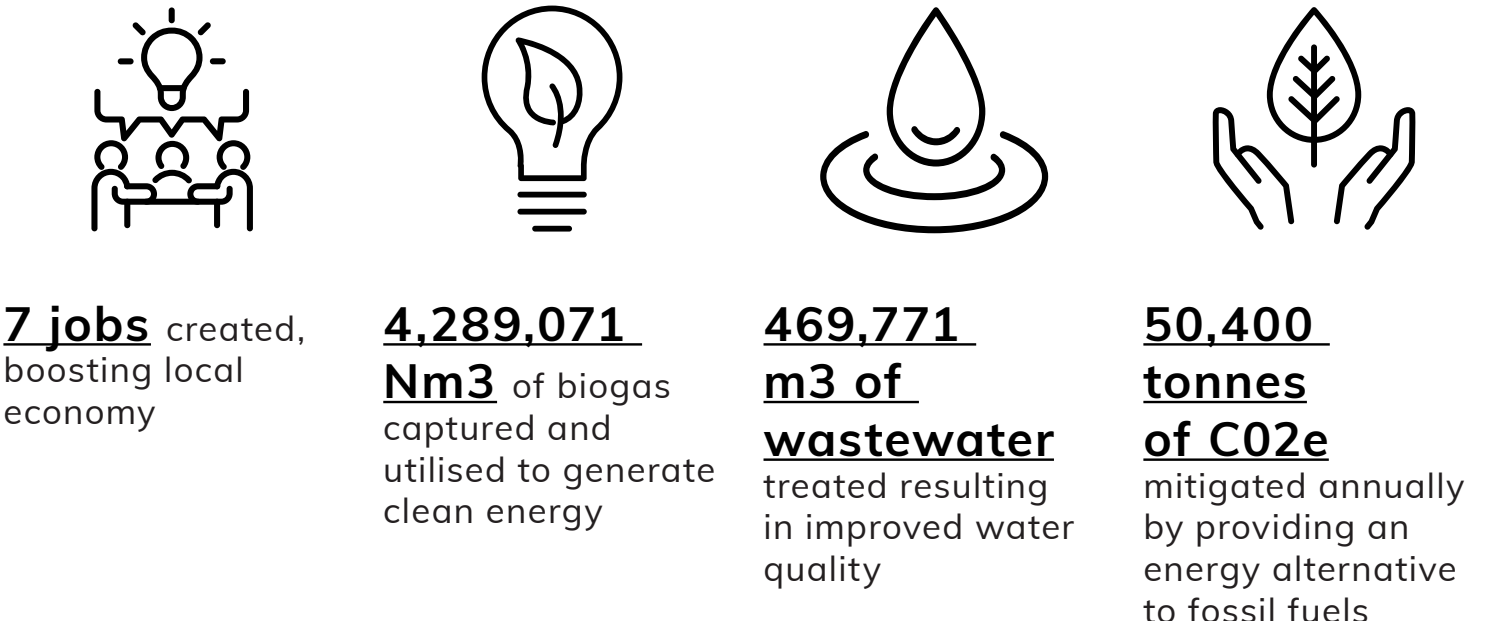 7 jobs created,
boosting local
economy
4,289,071
Nm3 of biogas
captured and
utilised to generate
clean energy
469,771
m3 of
wastewater
treated resulting
in improved water
quality
50,400
tonnes
of C02e
mitigated annually
by providing an
energy alternative
to fossil fuels